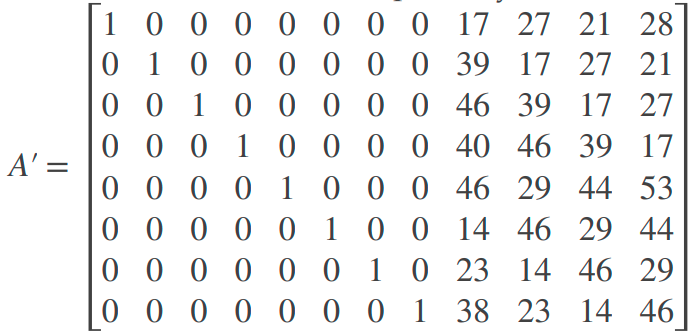 1 0 0 0 0 0 0 0 17 27 21 28
0 1 0 0 0 0 0 0 39 17 27 21
0 0 1 0 0 0 0 0 46 39 17 27
A′ = 0 0 0 1 0 0 0 0 40 46 39 17
0 0 0 0 1 0 0 0 46 29 44 53
0 0 0 0 0 1 0 0 14 46 29 44
0 0 0 0 0 0 1 0 23 14 46 29
0 0 0 0 0 0 0 1 38 23 14 46